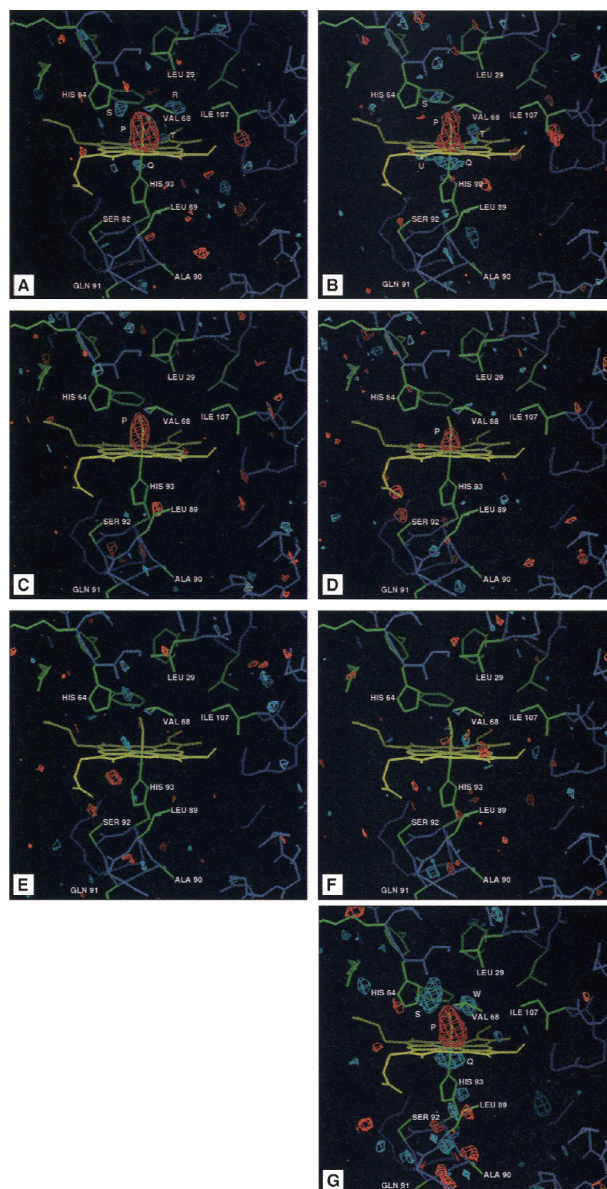 LEU 29
HIS 64
R
S
P
VAL 68
ILE 107
T
Q
HIS 93
LEU 89
SER 92
GLN 91
ALA 90
A
LEU 29
HIS 64
S
P
VAL 68
ILE 107
T
U
Q
HIS 93
LEU 89
SER 92
GLN 91
ALA 90
B
LEU 29
HIS 64
P
VAL 68
ILE 107
HIS 93
LEU 89
SER 92
GLN 91
ALA 90
C
LEU 29
HIS 64
P
VAL 68
ILE 107
HIS 93
LEU 89
SER 92
GLN 91
ALA 90
D
LEU 29
HIS 64
VAL 68
ILE 107
HIS 93
LEU 89
SER 92
GLN 91
ALA 90
E
LEU 29
HIS 64
VAL 68
ILE 107
HIS 93
LEU 89
SER 92
GLN 91
ALA 90
F
LEU 29
HIS 64
W
S
P
VAL 68
ILE 107
Q
HIS 93
LEU 89
SER 92
GLN 91
ALA 90
G